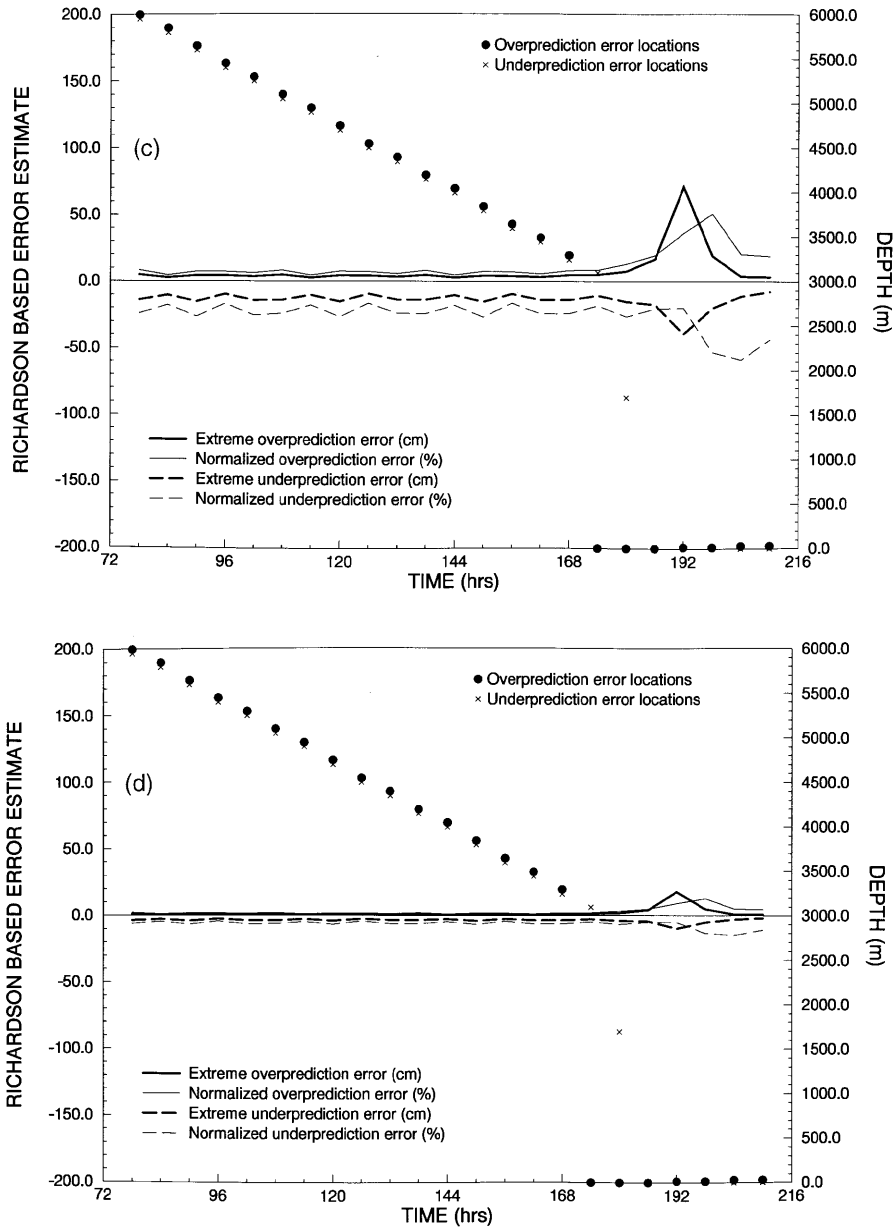 200.0
150.0
100.0
50.0
0.0
-50.0
-100.0
-150.0
-200.0
RICHARDSON BASED ERROR ESTIMATE
(c)
Overprediction error locations
Underprediction error locations
Extreme overprediction error (cm)
Normalized overprediction error (%)
Extreme underprediction error (cm)
Normalized underprediction error (%)
6000.0
5500.0
5000.0
4500.0
4000.0
3500.0
3000.0
2500.0
2000.0
1500.0
1000.0
500.0
0.0
DEPTH (m)
72 96 120 144 168 192 216
TIME (hrs)
200.0
150.0
100.0
50.0
0.0
-50.0
-100.0
-150.0
-200.0
RICHARDSON BASED ERROR ESTIMATE
(d)
Overprediction error locations
Underprediction error locations
Extreme overprediction error (cm)
Normalized overprediction error (%)
Extreme underprediction error (cm)
Normalized underprediction error (%)
6000.0
5500.0
5000.0
4500.0
4000.0
3500.0
3000.0
2500.0
2000.0
1500.0
1000.0
500.0
0.0
DEPTH (m)
72 96 120 144 168 192 216
TIME (hrs)